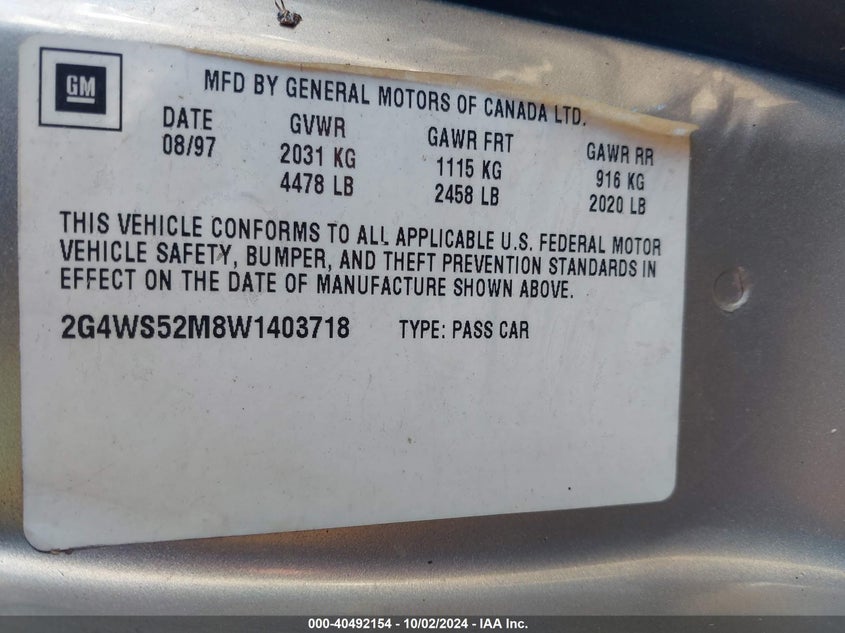 GM
MFD BY GENERAL MOTORS OF CANADA LTD.
DATE GVWR GAWR FRT GAWR RR
08/97 2031 KG 1115 KG 916 KG
4478 LB 2458 LB 2020 LB
THIS VEHICLE CONFORMS TO ALL APPLICABLE U.S. FEDERAL MOTOR
VEHICLE SAFETY, BUMPER, AND THEFT PREVENTION STANDARDS IN
EFFECT ON THE DATE OF MANUFACTURE SHOWN ABOVE.
2G4WS52M8W1403718 TYPE: PASS CAR
000-40492154 - 10/02/2024 - IAA Inc.